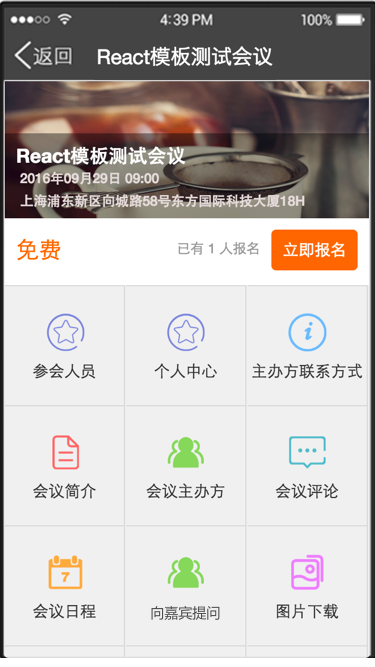 4:39 PM 100%
返回 React模板测试会议
React模板测试会议
2016年09月29日 09:00
上海浦东新区向城路58号东方国际科技大厦18H
免费 已有 1 人报名 立即报名
参会人员 个人中心 主办方联系方式
会议简介 会议主办方 会议评论
7
会议日程 向嘉宾提问 图片下载